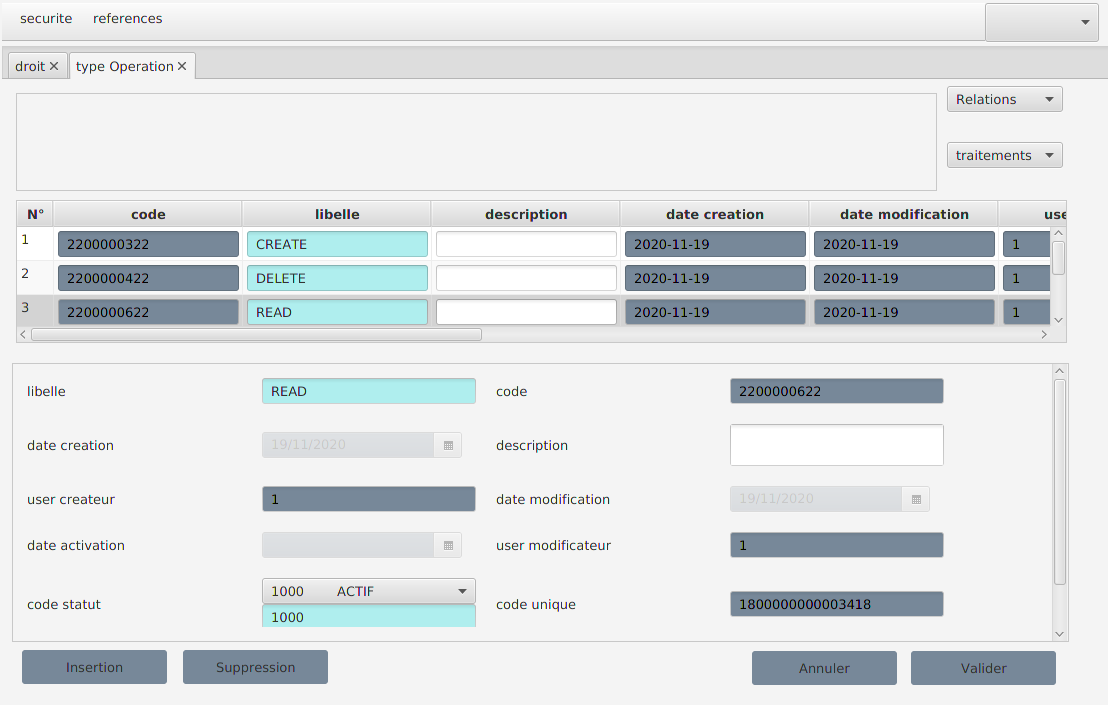 securite references
droit type Operation
Relations
traitements
N° code libelle description date creation date modification use
1 2200000322 CREATE 2020-11-19 2020-11-19 1
2 2200000422 DELETE 2020-11-19 2020-11-19 1
3 2200000622 READ 2020-11-19 2020-11-19 1
libelle READ code 2200000622
date creation 19/11/2020 description
user createur 1 date modification 19/11/2020
date activation user modificateur 1
code statut 1000 ACTIF code unique 1800000000003418
1000
Insertion Suppression Annuler Valider